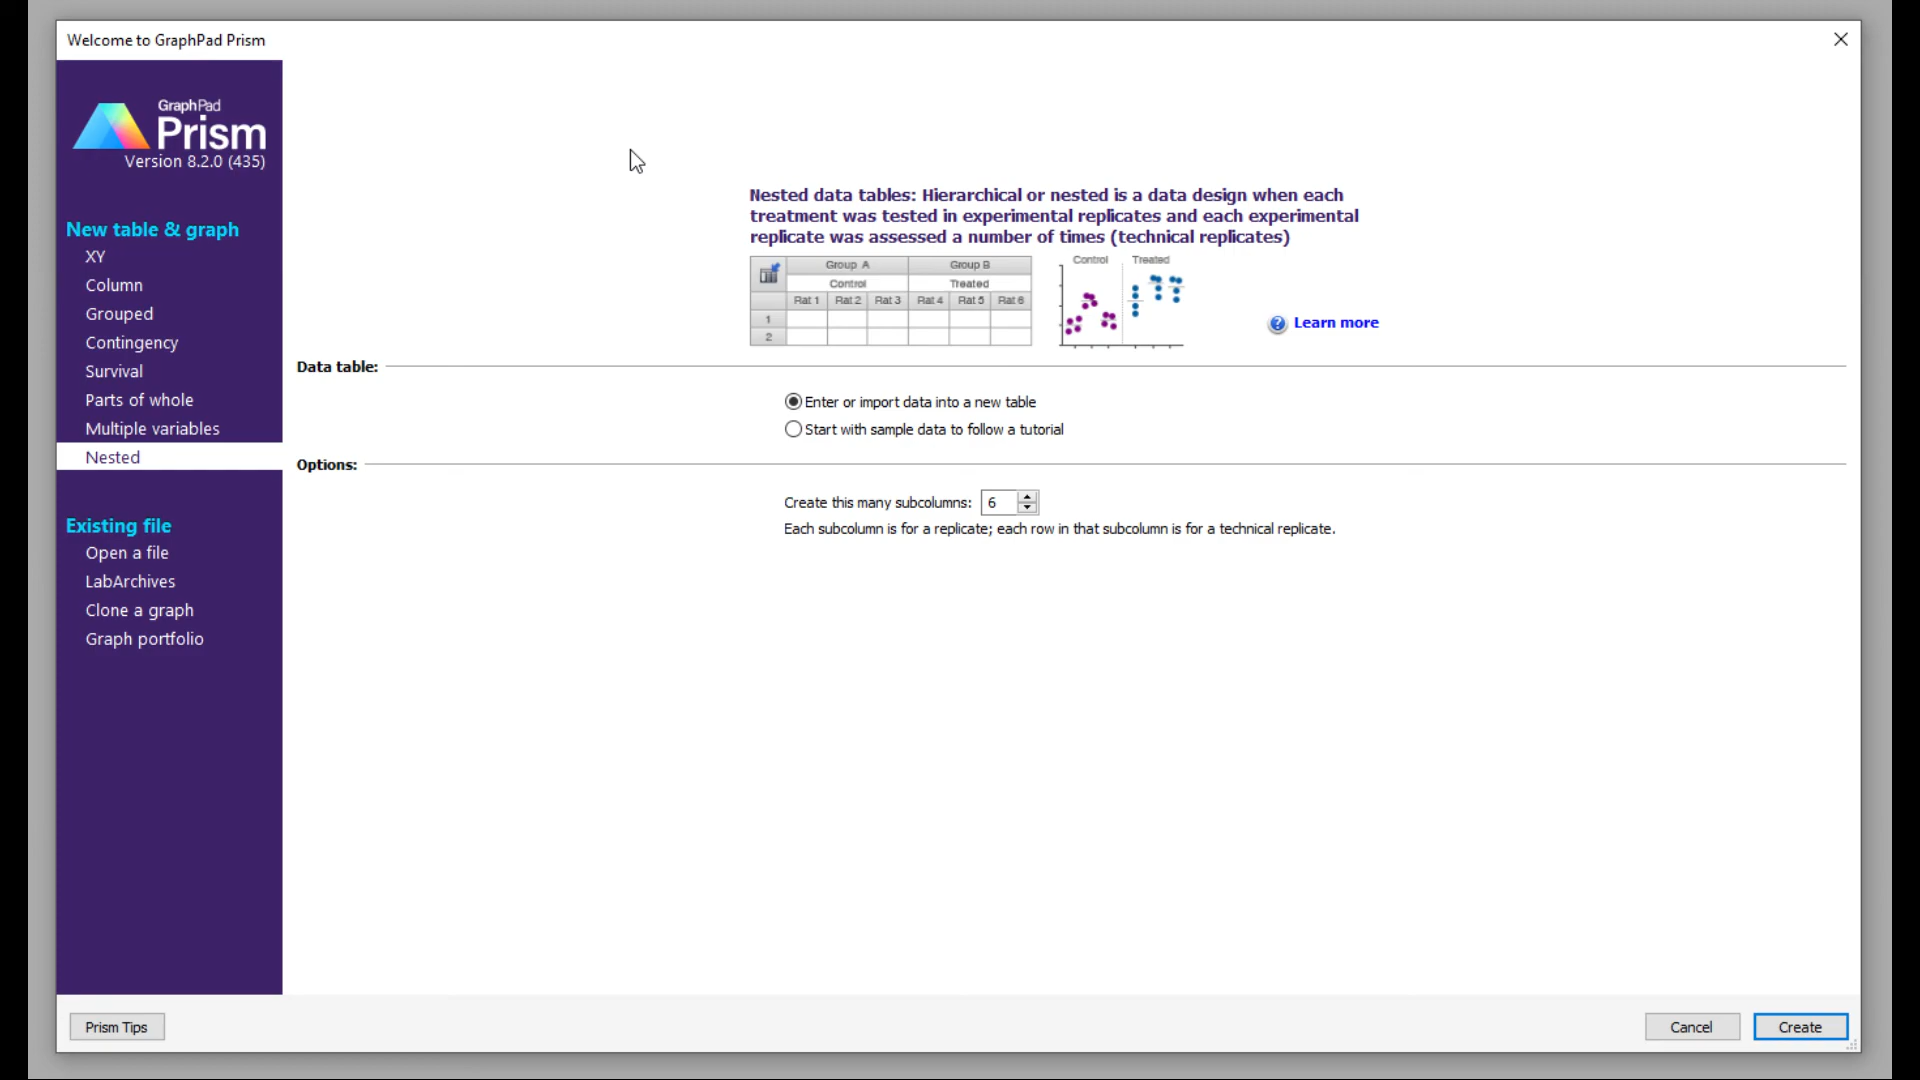 Welcome to GraphPad Prism
GraphPad
Prism
Version 8.2.0 (435)
New table & graph
XY
Column
Grouped
Contingency
Survival
Parts of whole
Multiple variables
Nested
Existing file
Open a file
LabArchives
Clone a graph
Graph portfolio
Nested data tables: Hierarchical or nested is a data design when each
treatment was tested in experimental replicates and each experimental
replicate was assessed a number of times (technical replicates)
Group A Group B
Control Treated
Rat 1 Rat 2 Rat 3 Rat 4 Rat 5 Rat 6
1
2
Control Treated
Learn more
Data table:
Enter or import data into a new table
Start with sample data to follow a tutorial
Options:
Create this many subcolumns: 6
Each subcolumn is for a replicate; each row in that subcolumn is for a technical replicate.
Prism Tips
Cancel
Create